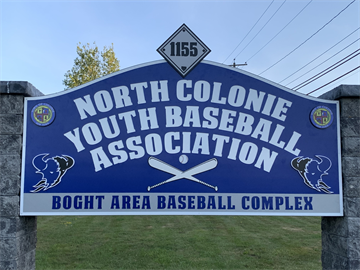 1155
NORTH COLONIE
YOUTH BASEBALL
ASSOCIATION
BOGHT AREA BASEBALL COMPLEX